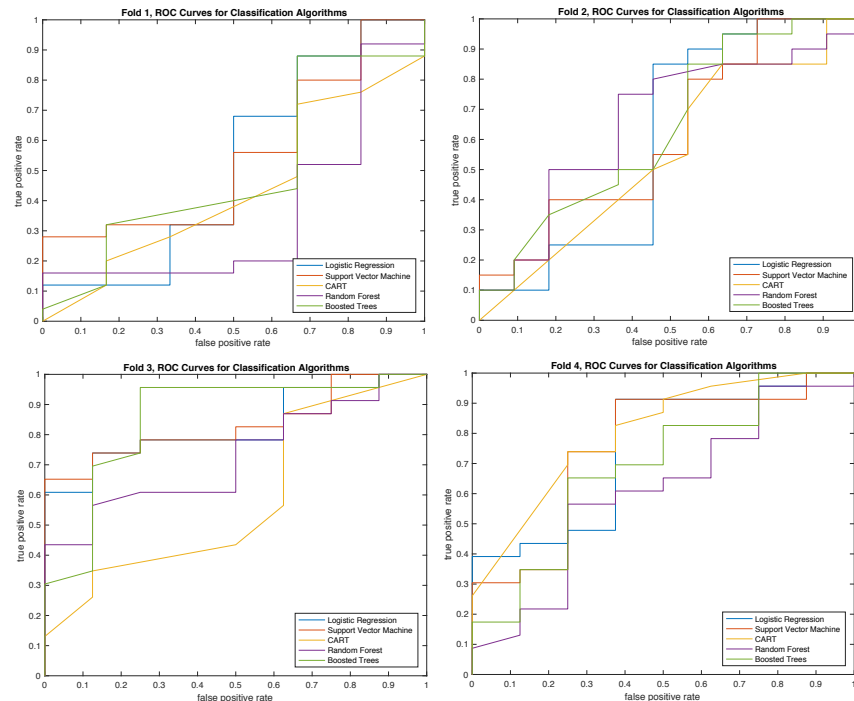 Fold 1, ROC Curves for Classification Algorithms
true positive rate
1
0.9
0.8
0.7
0.6
0.5
0.4
0.3
0.2
0.1
0
Logistic Regression
Support Vector Machine
CART
Random Forest
Boosted Trees
0 0.1 0.2 0.3 0.4 0.5 0.6 0.7 0.8 0.9 1
false positive rate
Fold 2, ROC Curves for Classification Algorithms
true positive rate
1
0.9
0.8
0.7
0.6
0.5
0.4
0.3
0.2
0.1
0
Logistic Regression
Support Vector Machine
CART
Random Forest
Boosted Trees
0 0.1 0.2 0.3 0.4 0.5 0.6 0.7 0.8 0.9
false positive rate
Fold 3, ROC Curves for Classification Algorithms
true positive rate
1
0.9
0.8
0.7
0.6
0.5
0.4
0.3
0.2
0.1
0
Logistic Regression
Support Vector Machine
CART
Random Forest
Boosted Trees
0 0.1 0.2 0.3 0.4 0.5 0.6 0.7 0.8 0.9 1
false positive rate
Fold 4, ROC Curves for Classification Algorithms
true positive rate
1
0.9
0.8
0.7
0.6
0.5
0.4
0.3
0.2
0.1
0
Logistic Regression
Support Vector Machine
CART
Random Forest
Boosted Trees
0 0.1 0.2 0.3 0.4 0.5 0.6 0.7 0.8 0.9 1
false positive rate